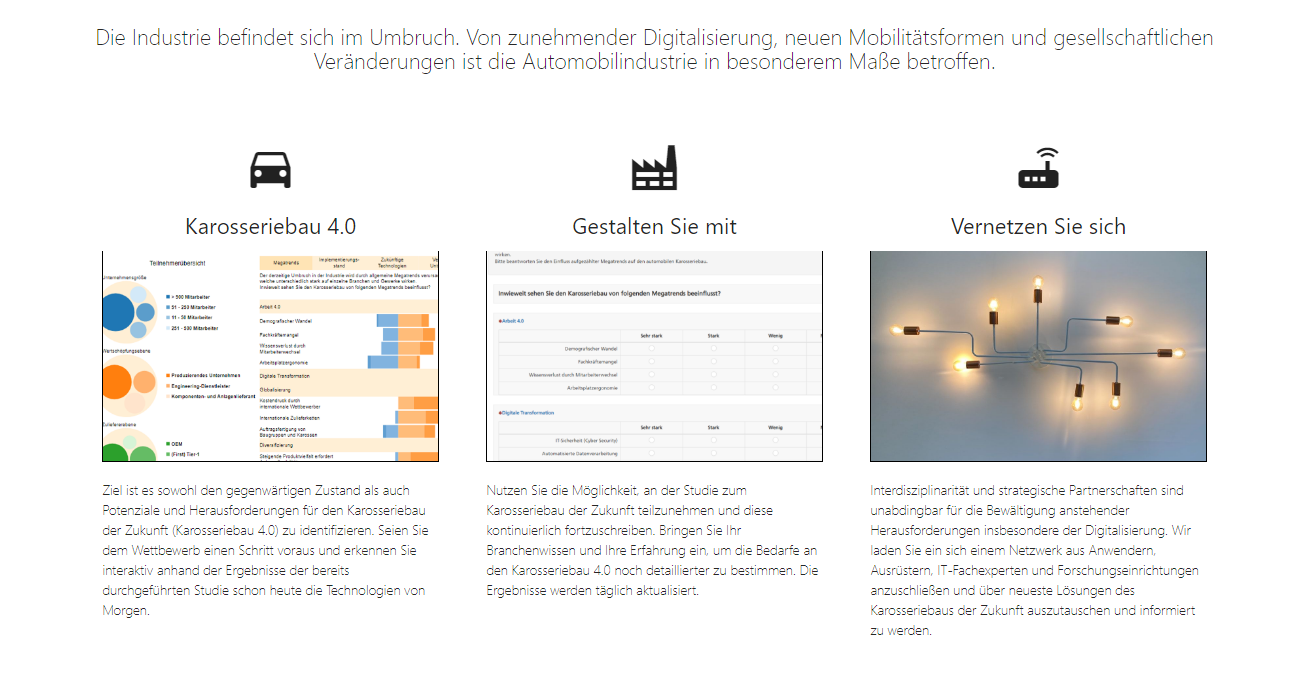 Die Industrie befindet sich im Umbruch. Von zunehmender Digitalisierung, neuen Mobilitätsformen und gesellschaftlichen
Veränderungen ist die Automobilindustrie in besonderem Maße betroffen.
Karosseriebau 4.0
Teilnehmerübersicht
Unternehmensgröße
> 500 Mitarbeiter
51 - 250 Mitarbeiter
11 - 50 Mitarbeiter
251 - 500 Mitarbeiter
Wertschöpfungsebene
Produzierendes Unternehmen
Engineering-Dienstleister
Komponenten- und Anlagenlieferant
Zulieferebene
OEM
(First) Tier-1
Megatrends
Implementierungs-
stand
Zukünftige
Technologien
Der derzeitige Umbruch in der Industrie wird durch allgemeine Megatrends
welche unterschiedlich stark auf einzelne Branchen und Gewerke wirken.
Inwieweit sehen Sie den Karosseriebau von folgenden Megatrends beeinflusst?
Arbeit 4.0
Demografischer Wandel
Fachkräftemangel
Wissensverlust durch
Mitarbeiterwechsel
Arbeitsplatzergonomie
Digitale Transformation
Globalisierung
Kostendruck durch
internationale Wettbewerber
Internationale Zulieferketten
Auftragsfertigung von
Baugruppen und Karossen
Diversifizierung
Steigende Produktvielfalt erfordert
Ziel ist es sowohl den gegenwärtigen Zustand als auch
Potenziale und Herausforderungen für den Karosseriebau
der Zukunft (Karosseriebau 4.0) zu identifizieren. Seien Sie
dem Wettbewerb einen Schritt voraus und erkennen Sie
interaktiv anhand der Ergebnisse der bereits
durchgeführten Studie schon heute die Technologien von
Morgen.
Gestalten Sie mit
wirken.
Bitte beantworten Sie den Einfluss aufgezählter Megatrends auf den automobilen Karosseriebau.
Inwieweit sehen Sie den Karosseriebau von folgenden Megatrends beeinflusst?
*Arbeit 4.0
Sehr stark Stark Wenig
Demografischer Wandel
Fachkräftemangel
Wissensverlust durch Mitarbeiterwechsel
Arbeitsplatzergonomie
*Digitale Transformation
Sehr stark Stark Wenig
IT-Sicherheit (Cyber Security)
Automatisierte Datenverarbeitung
Nutzen Sie die Möglichkeit, an der Studie zum
Karosseriebau der Zukunft teilzunehmen und diese
kontinuierlich fortzuschreiben. Bringen Sie Ihr
Branchenwissen und Ihre Erfahrung ein, um die Bedarfe an
den Karosseriebau 4.0 noch detaillierter zu bestimmen. Die
Ergebnisse werden täglich aktualisiert.
Vernetzen Sie sich
Interdisziplinarität und strategische Partnerschaften sind
unabdingbar für die Bewältigung anstehender
Herausforderungen insbesondere der Digitalisierung. Wir
laden Sie ein sich einem Netzwerk aus Anwendern,
Ausrüstern, IT-Fachexperten und Forschungseinrichtungen
anzuschließen und über neueste Lösungen des
Karosseriebaus der Zukunft auszutauschen und informiert
zu werden.